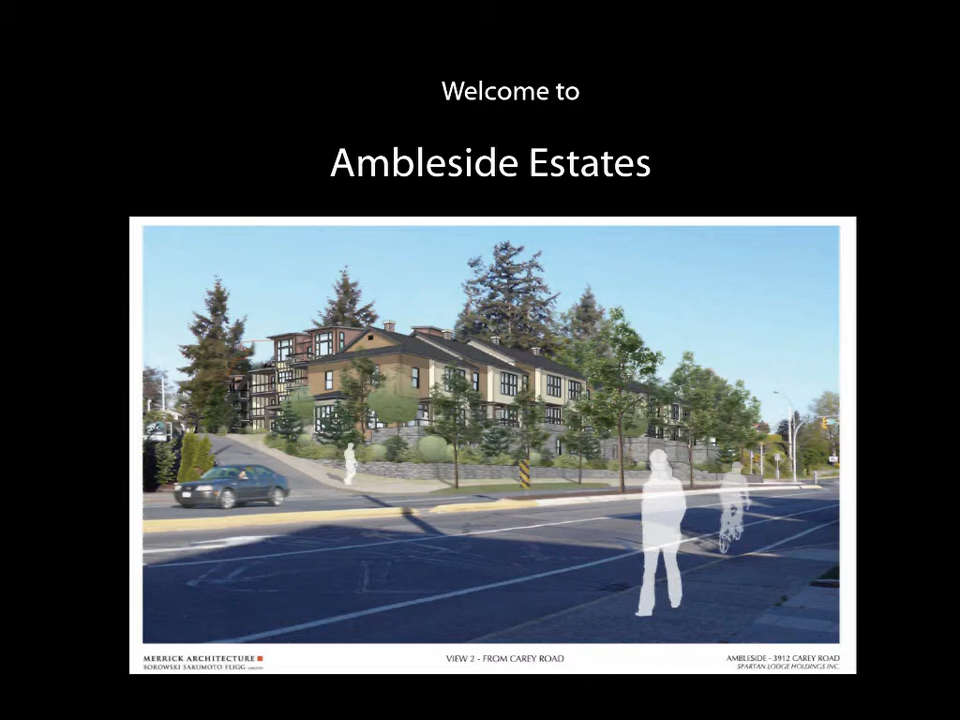 Welcome to
Ambleside Estates
MERRICK ARCHITECTURE
BOROWSKI SAKUMOTO FLIGG
VIEW 2 - FROM CAREY ROAD
AMBLESIDE - 3912 CAREY ROAD
SPARTAN LODGE HOLDINGS INC.